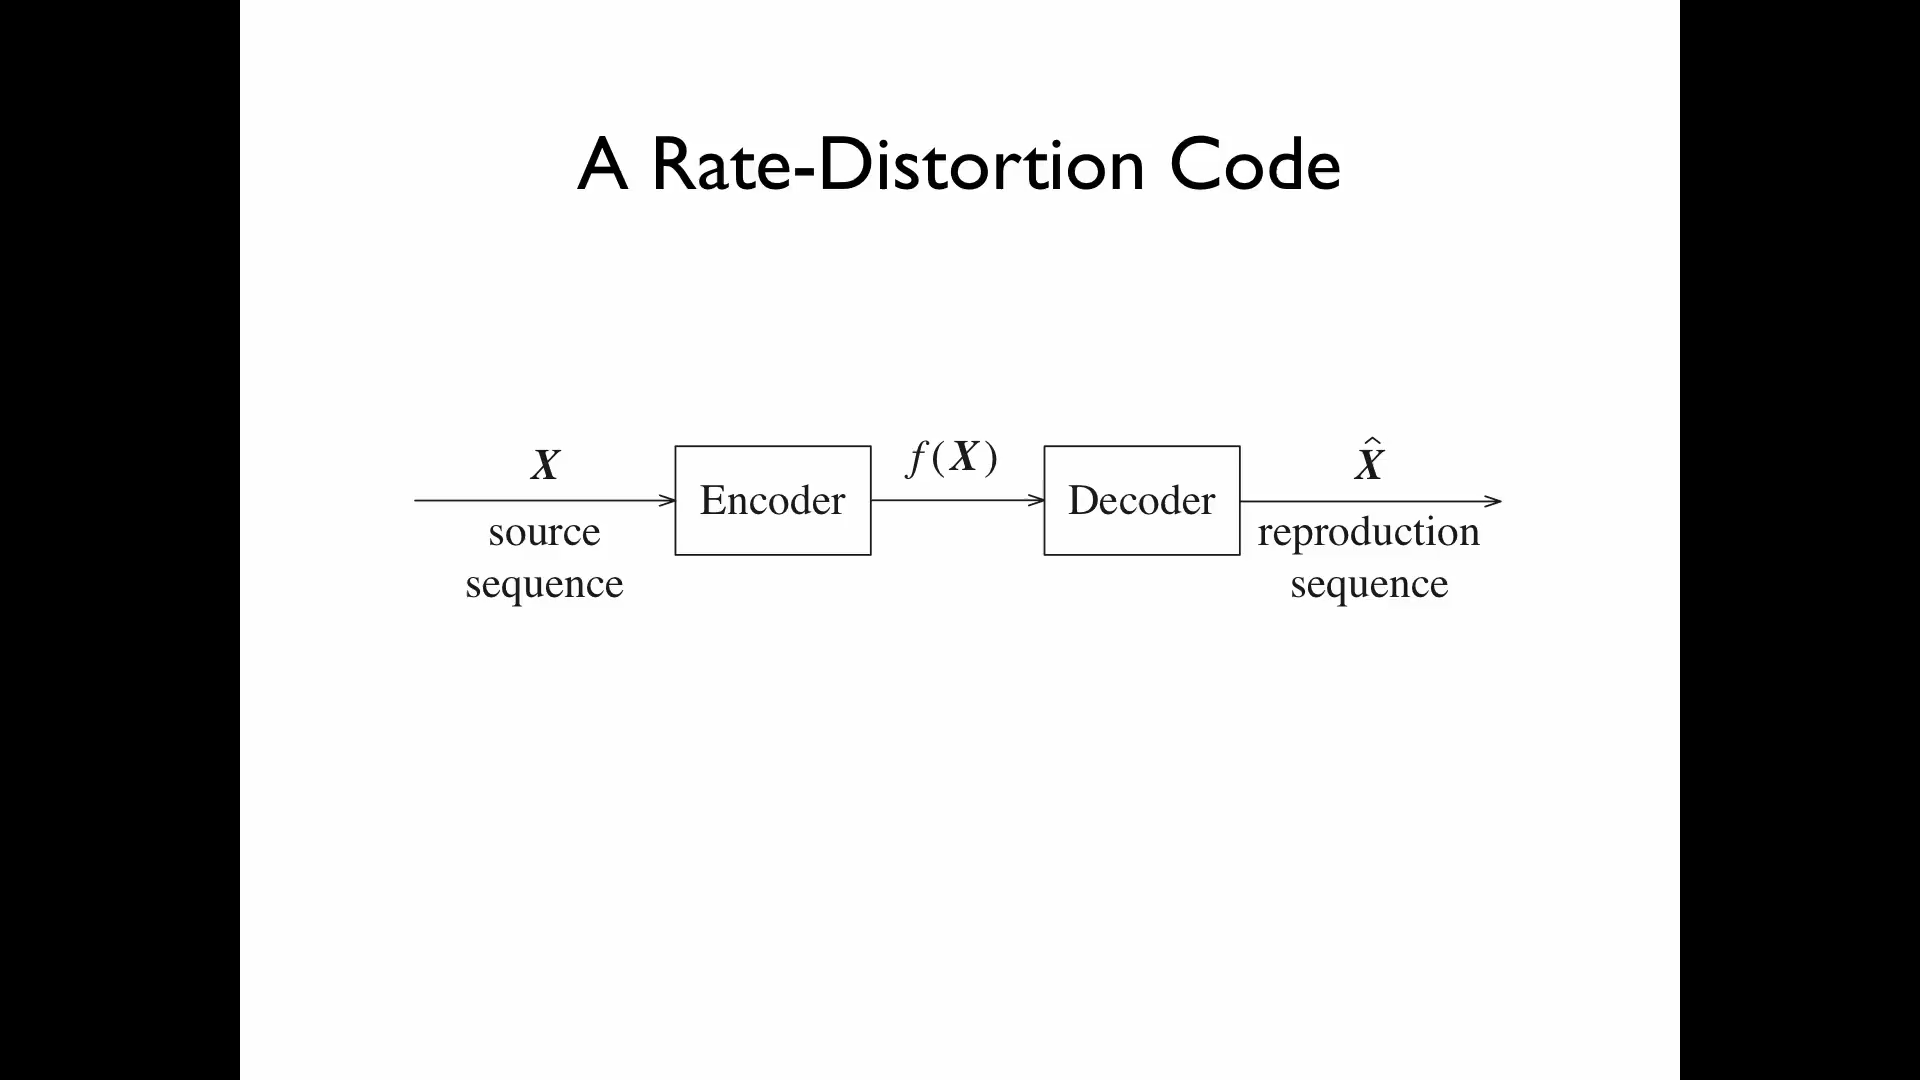 A Rate-Distortion Code
X
source
sequence
Encoder
f(X)
Decoder
X̂
reproduction
sequence